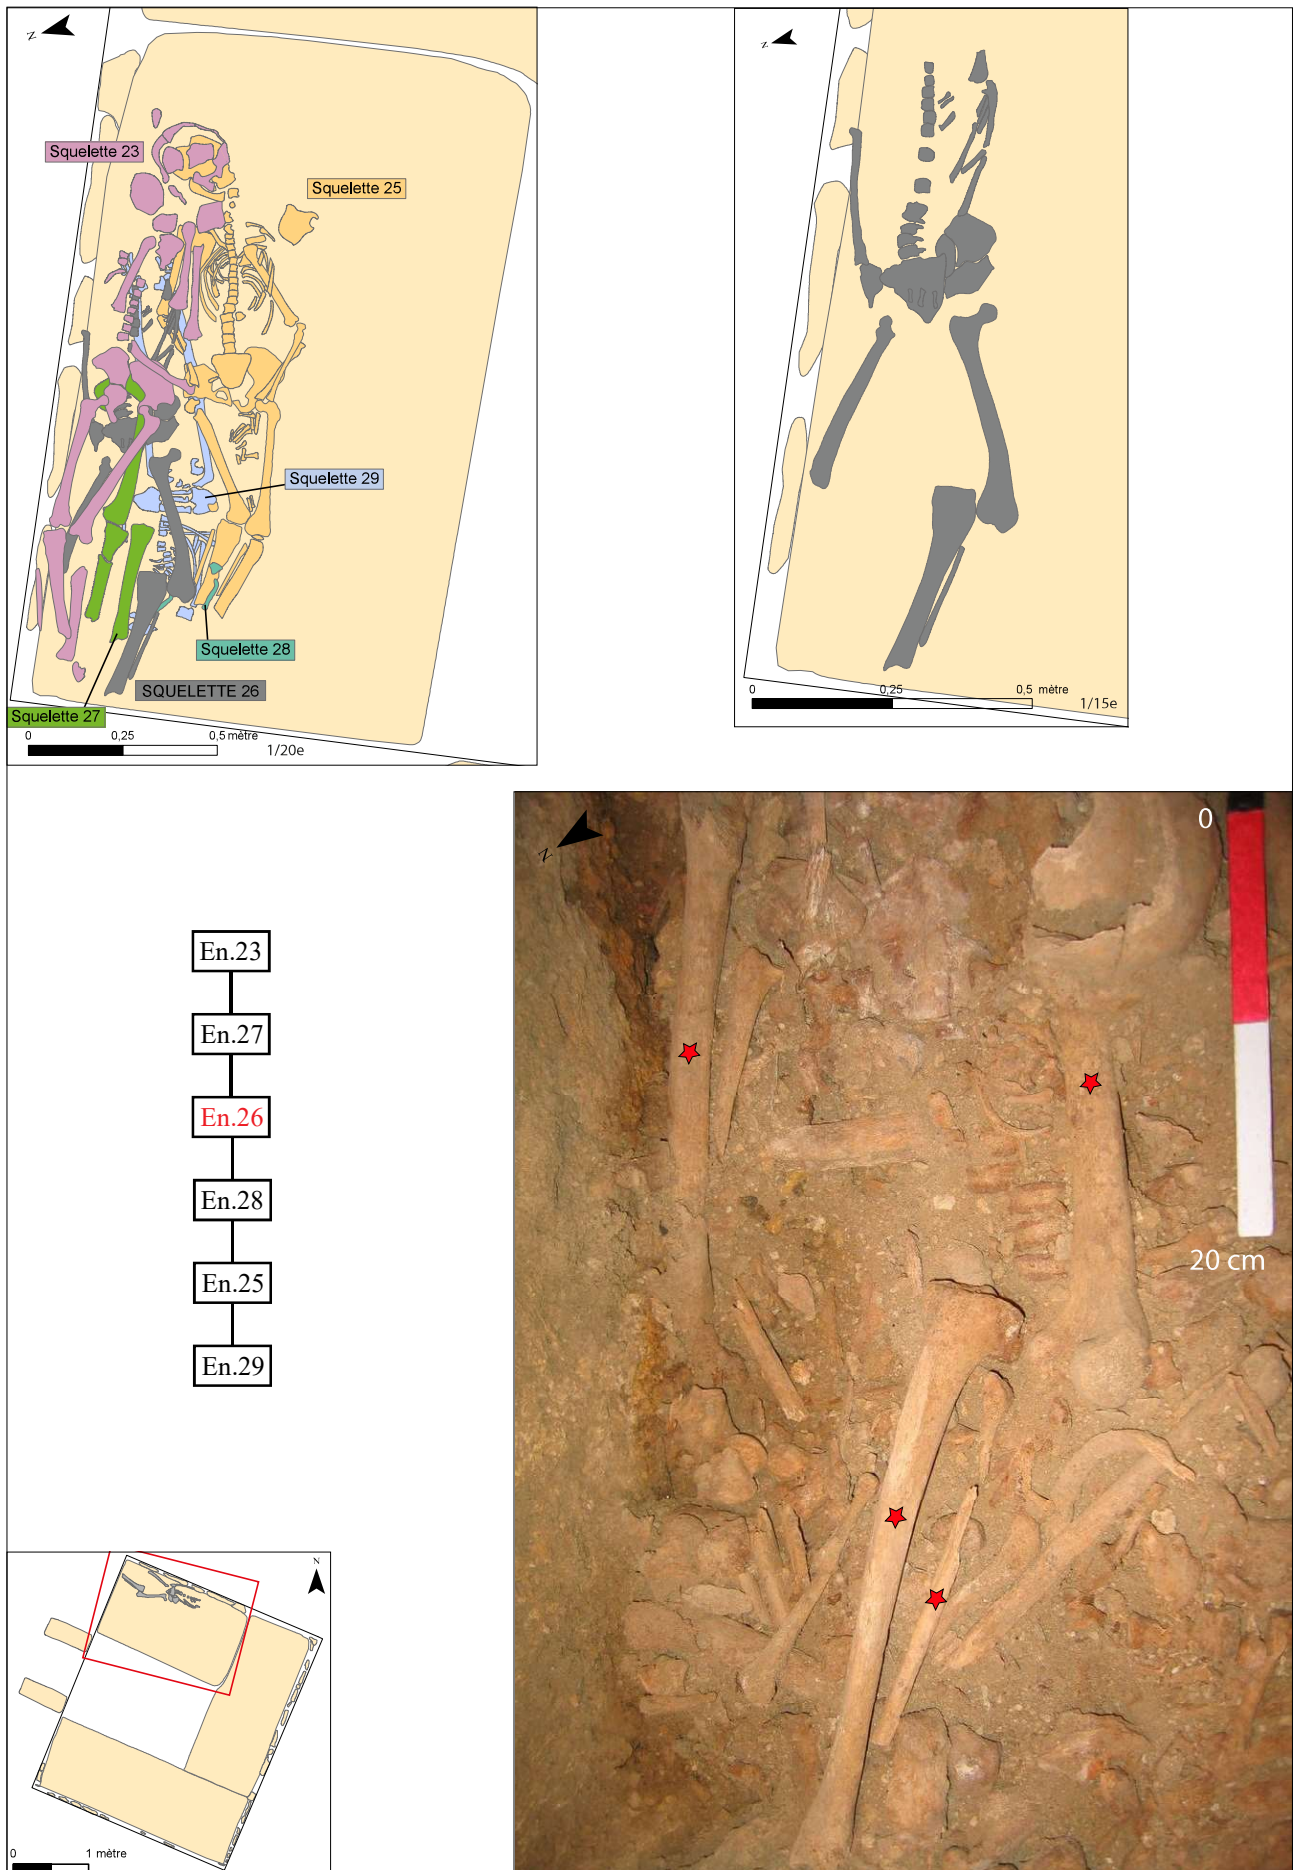 N
Squelette 23
Squelette 25
Squelette 29
Squelette 28
SQUELETTE 26
Squelette 27
0 0,25 0,5 mètre
1/20e
N
0 0,25 0,5 mètre
1/15e
En.23
En.27
En.26
En.28
En.25
En.29
N
0
20 cm
N
0 1 mètre